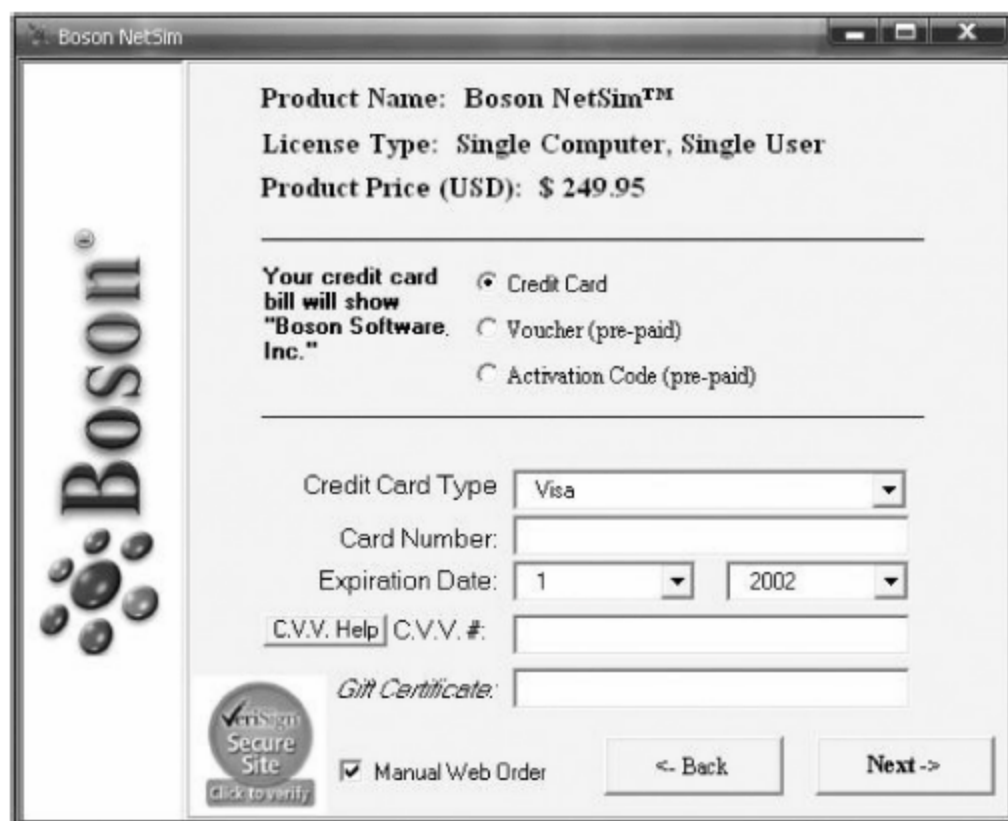 Boson NetSim
Product Name: Boson NetSim™
License Type: Single Computer, Single User
Product Price (USD): $ 249.95
Your credit card
bill will show
"Boson Software,
Inc."
Credit Card
Voucher (pre-paid)
Activation Code (pre-paid)
Boson®
Credit Card Type Visa
Card Number:
Expiration Date: 1 2002
C.V.V. Help C.V.V. #:
Gift Certificate:
VeriSign
Secure
Site
Click to verify
Manual Web Order
<- Back
Next ->